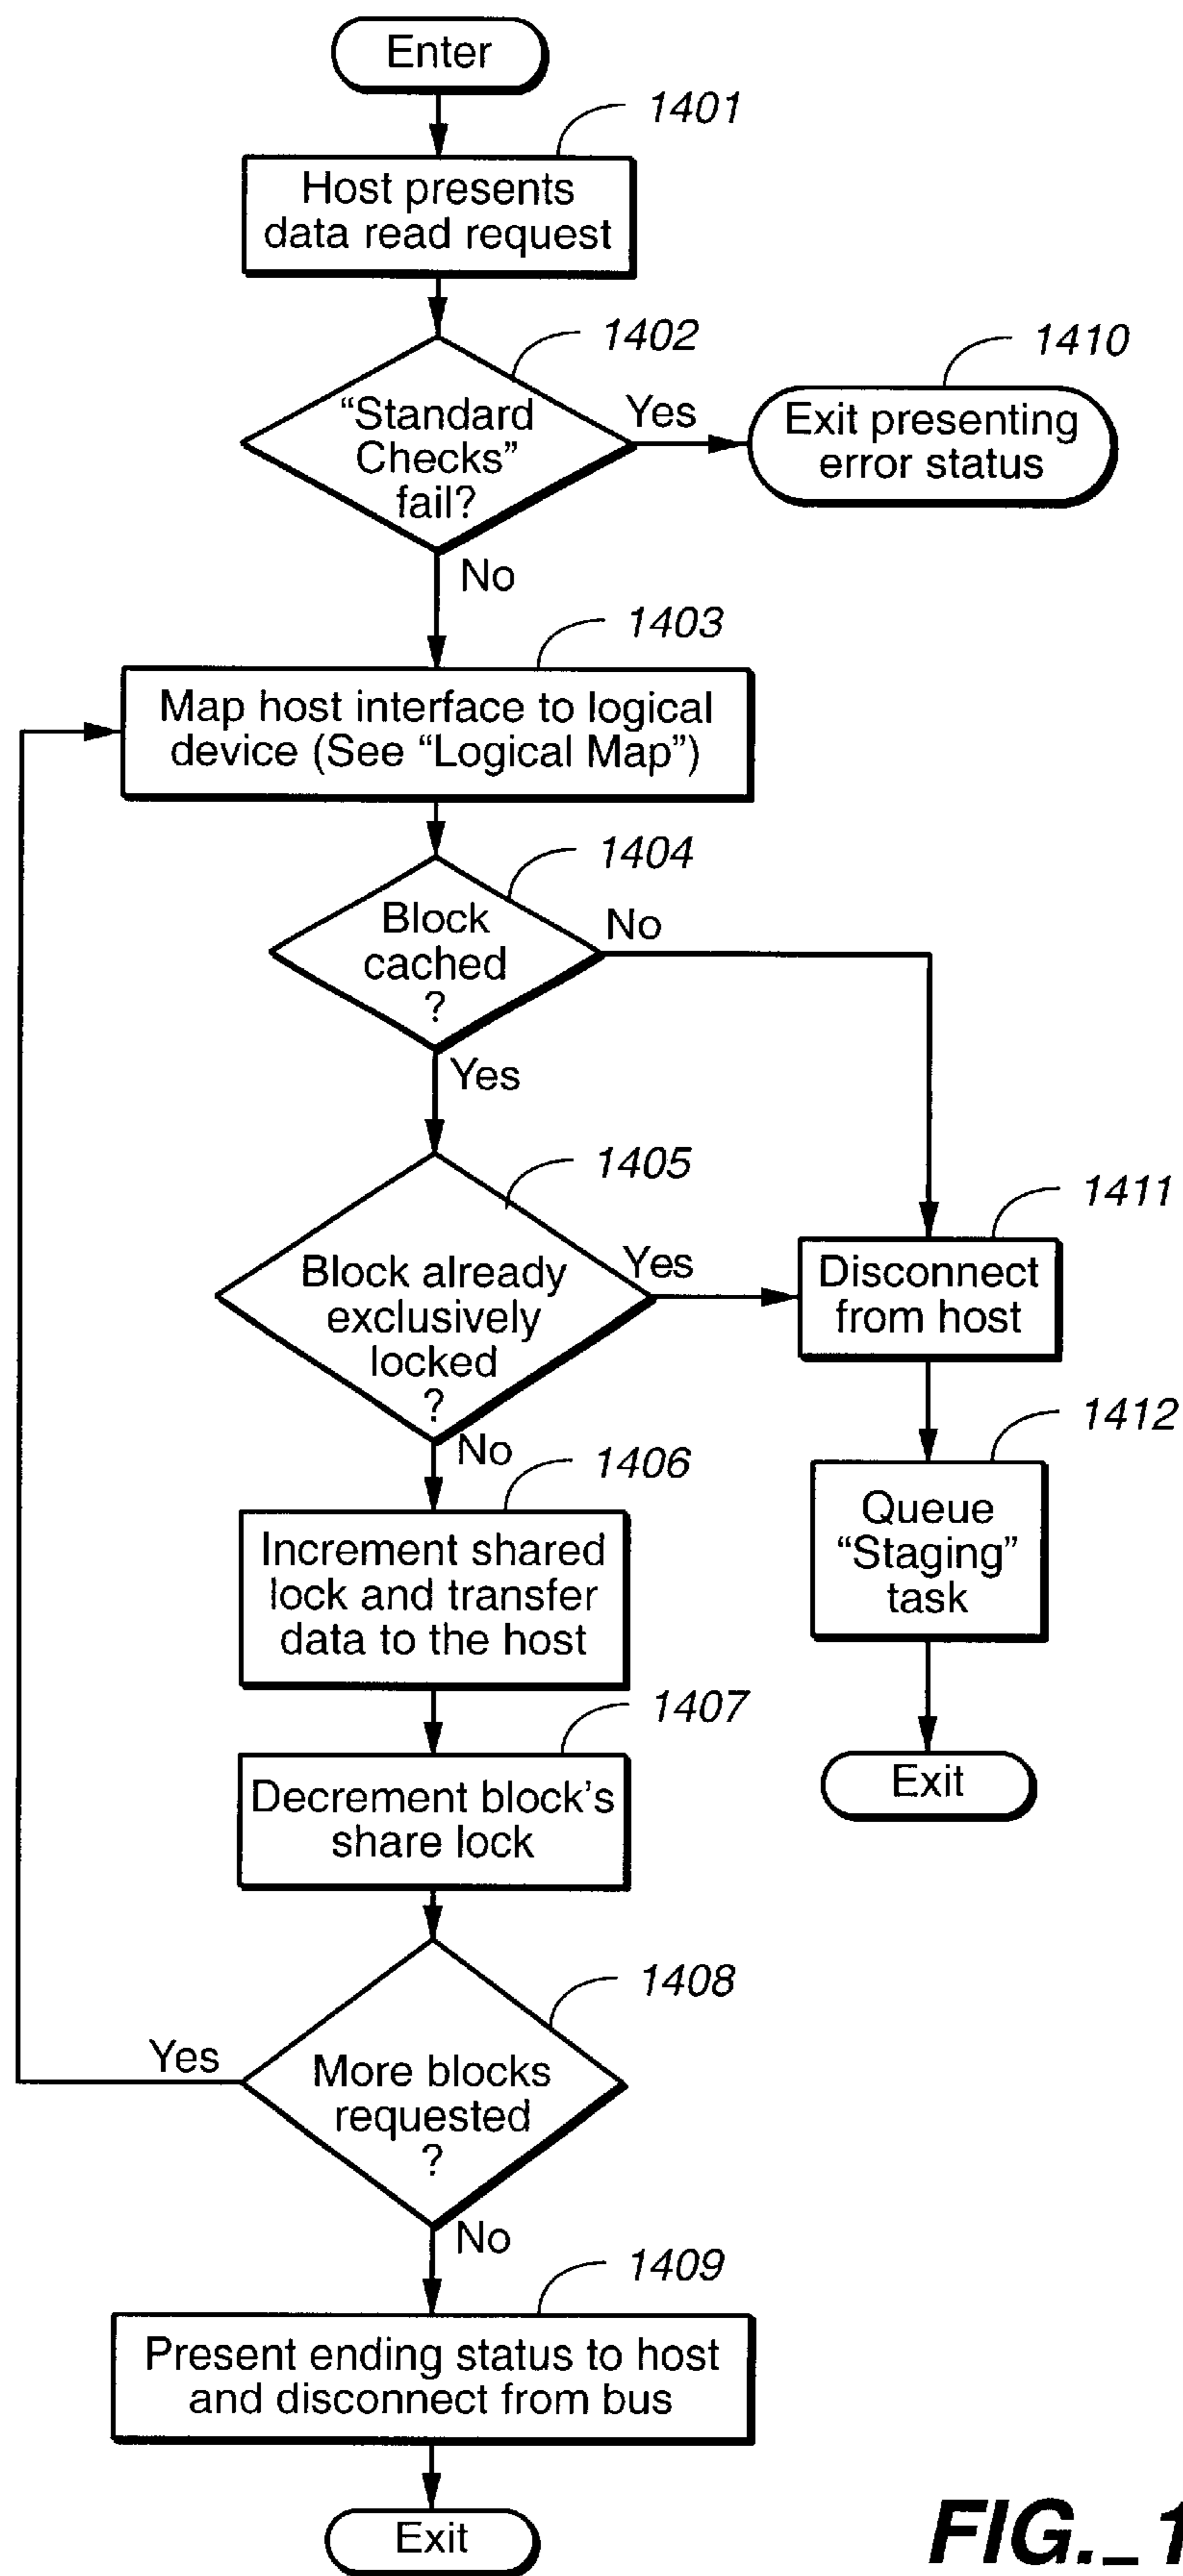 Enter
1401
Host presents
data read request
1402
“Standard
Checks”
fail?
Yes
1410
Exit presenting
error status
No
1403
Map host interface to logical
device (See “Logical Map”)
1404
Block
cached
?
No
Yes
1405
Block already
exclusively
locked
?
Yes
1411
Disconnect
from host
No
1406
Increment shared
lock and transfer
data to the host
1412
Queue
“Staging”
task
1407
Decrement block’s
share lock
Exit
1408
More blocks
requested
?
Yes
No
1409
Present ending status to host
and disconnect from bus
Exit
FIG._1